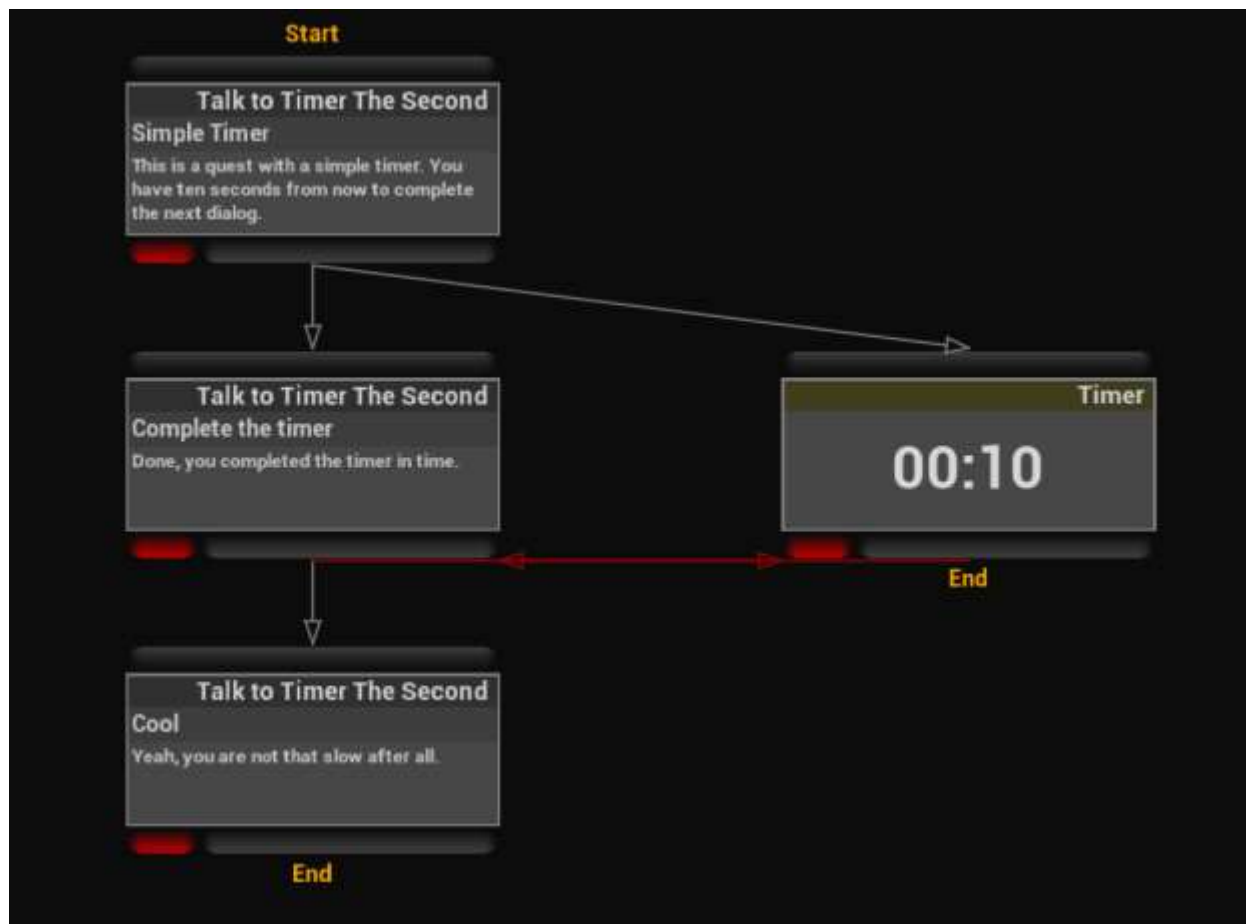 Start
Talk to Timer The Second
Simple Timer
This is a quest with a simple timer. You
have ten seconds from now to complete
the next dialog.
Talk to Timer The Second
Complete the timer
Done, you completed the timer in time.
Timer
00:10
End
Talk to Timer The Second
Cool
Yeah, you are not that slow after all.
End